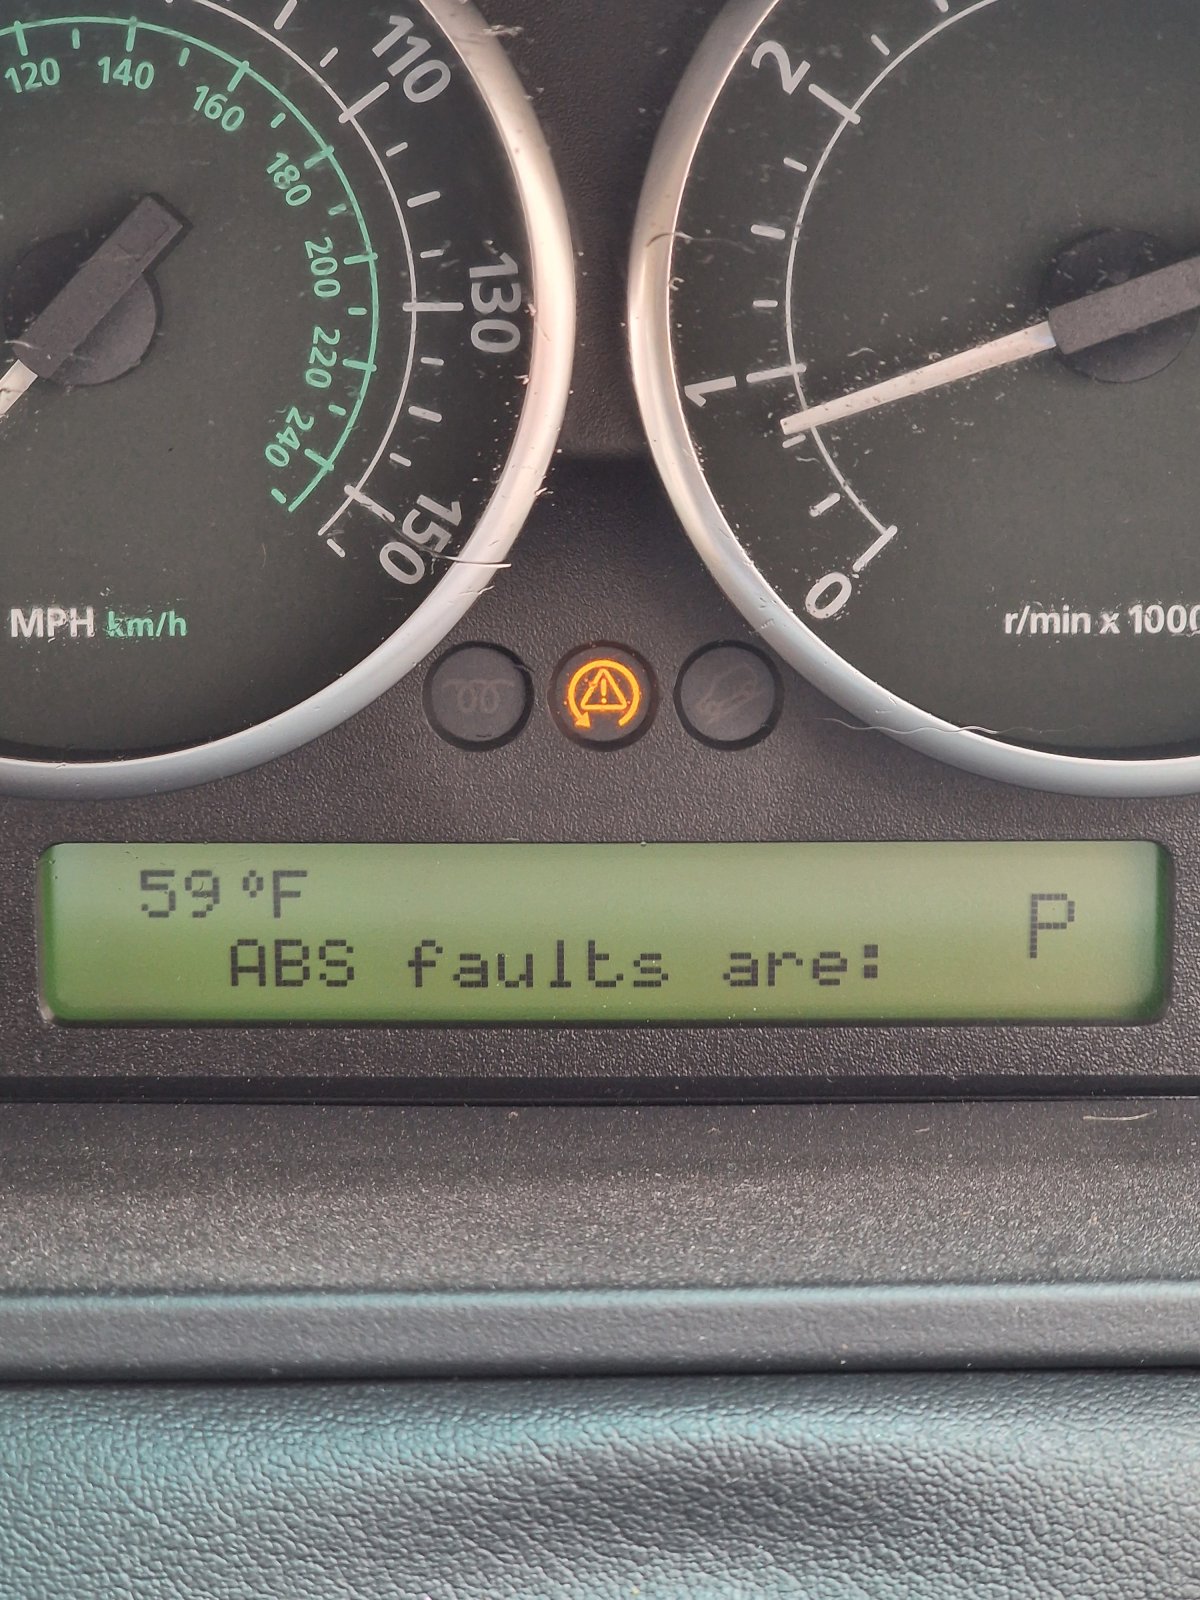 120 140 160 180 200 220 240
110 130 150
MPH km/h
2 1 0
r/min x 1000
59°F
P
ABS faults are: